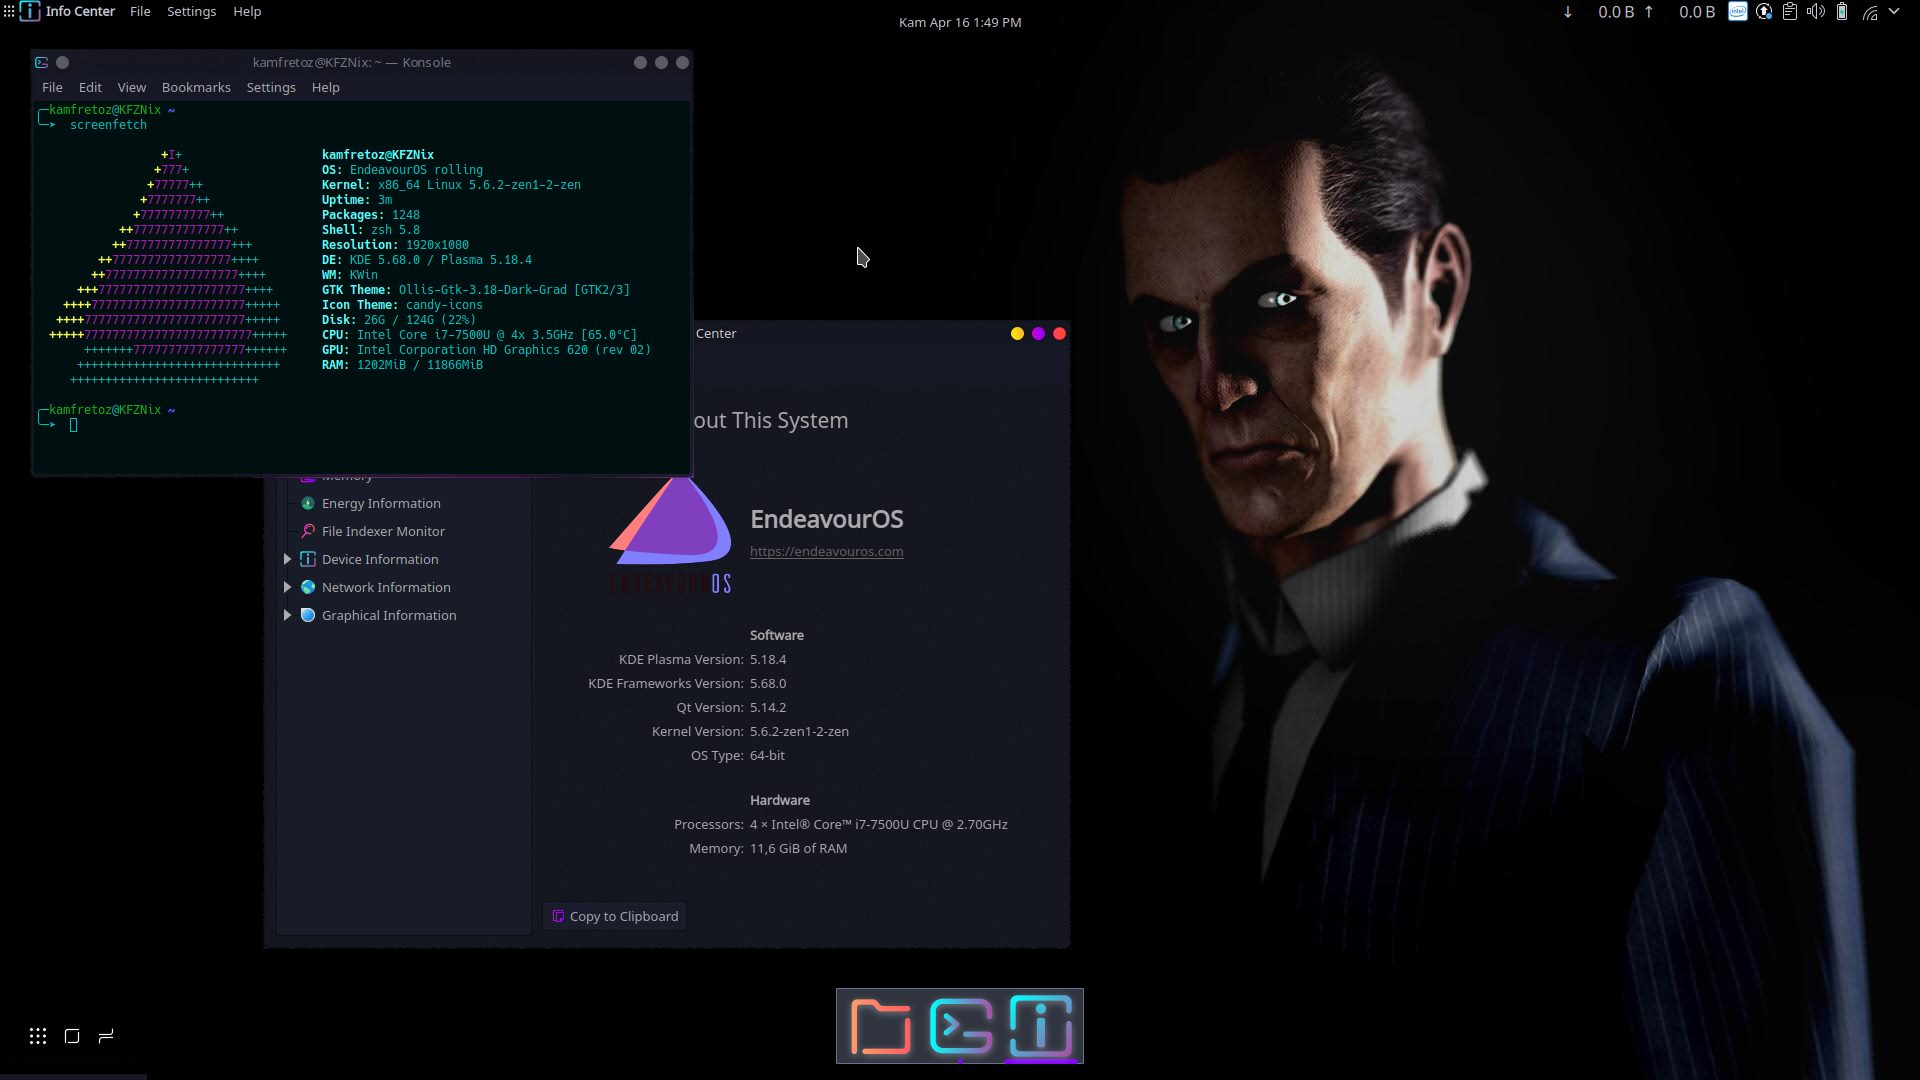 Info Center File Settings Help
Kam Apr 16 1:49 PM
↓ 0.0 B ↑ 0.0 B
kamfretoz@KFZNix: ~ — Konsole
File Edit View Bookmarks Settings Help
kamfretoz@KFZNix ~
screenfetch
+I+
+777+
+77777++
+7777777++
+7777777777++
++7777777777777++
++777777777777777+++
++77777777777777777++++
++7777777777777777777++++
+++77777777777777777777++++
++++7777777777777777777777+++++
++++77777777777777777777777+++++
+++++777777777777777777777777+++++
+++++++7777777777777777++++++
+++++++++++++++++++++++++++++
+++++++++++++++++++++++++++
kamfretoz@KFZNix
OS: EndeavourOS rolling
Kernel: x86_64 Linux 5.6.2-zen1-2-zen
Uptime: 3m
Packages: 1248
Shell: zsh 5.8
Resolution: 1920x1080
DE: KDE 5.68.0 / Plasma 5.18.4
WM: KWin
GTK Theme: Ollis-Gtk-3.18-Dark-Grad [GTK2/3]
Icon Theme: candy-icons
Disk: 26G / 124G (22%)
CPU: Intel Core i7-7500U @ 4x 3.5GHz [65.0°C]
GPU: Intel Corporation HD Graphics 620 (rev 02)
RAM: 1202MiB / 11866MiB
kamfretoz@KFZNix ~
Center
out This System
Memory
Energy Information
File Indexer Monitor
Device Information
Network Information
Graphical Information
ENDEAVOUROS
EndeavourOS
https://endeavouros.com
Software
KDE Plasma Version: 5.18.4
KDE Frameworks Version: 5.68.0
Qt Version: 5.14.2
Kernel Version: 5.6.2-zen1-2-zen
OS Type: 64-bit
Hardware
Processors: 4 × Intel® Core™ i7-7500U CPU @ 2.70GHz
Memory: 11,6 GiB of RAM
Copy to Clipboard